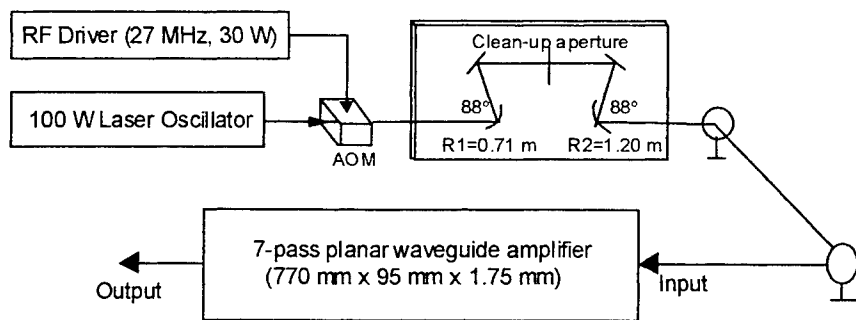 RF Driver (27 MHz, 30 W)
Clean-up aperture
100 W Laser Oscillator
88°
88°
AOM
R1=0.71 m
R2=1.20 m
7-pass planar waveguide amplifier
(770 mm x 95 mm x 1.75 mm)
Output
Input